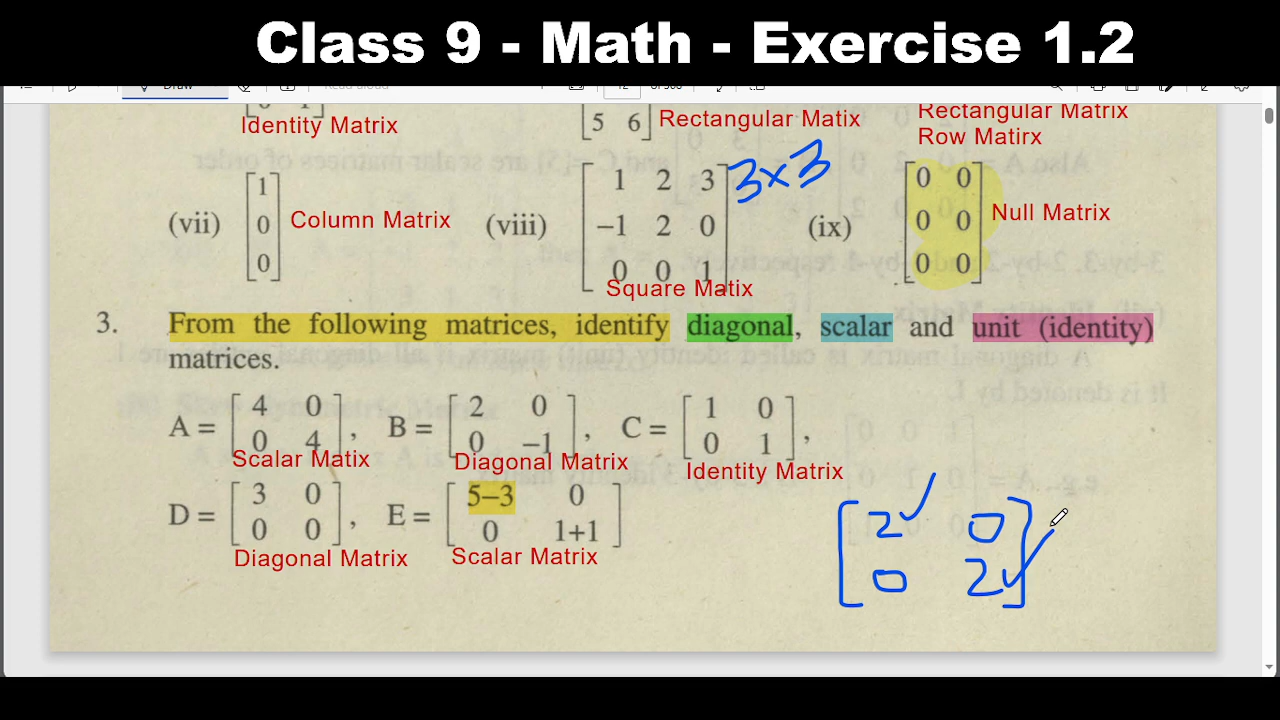 Class 9 - Math - Exercise 1.2
Draw
Read aloud
Identity Matrix
5 6
Rectangular Matix
Rectangular Matrix
Row Matirx
(vii)
1
0
0
Column Matrix
(viii)
1 2 3
−1 2 0
0 0 1
3×3
Square Matix
(ix)
0 0
0 0
0 0
Null Matrix
3. From the following matrices, identify diagonal, scalar and unit (identity)
matrices.
A = [4 0
0 4],
Scalar Matix
B = [2 0
0 −1],
Diagonal Matrix
C = [1 0
0 1],
Identity Matrix
D = [3 0
0 0],
Diagonal Matrix
E = [5−3 0
0 1+1]
Scalar Matrix
2 0
0 2